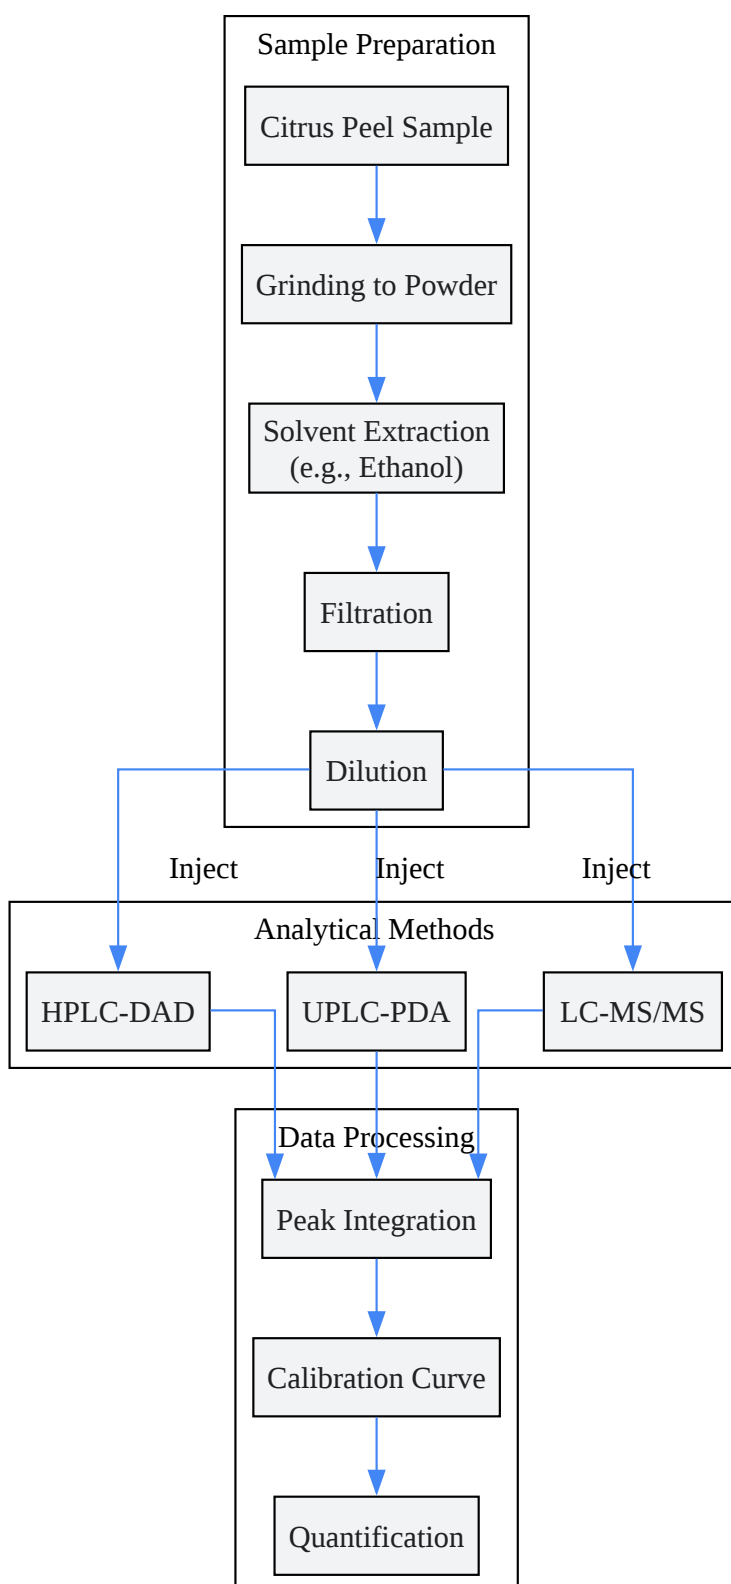 Sample Preparation
Citrus Peel Sample
Grinding to Powder
Solvent Extraction
(e.g., Ethanol)
Filtration
Dilution
Inject
Inject
Inject
Analytical Methods
HPLC-DAD
UPLC-PDA
LC-MS/MS
Data Processing
Peak Integration
Calibration Curve
Quantification